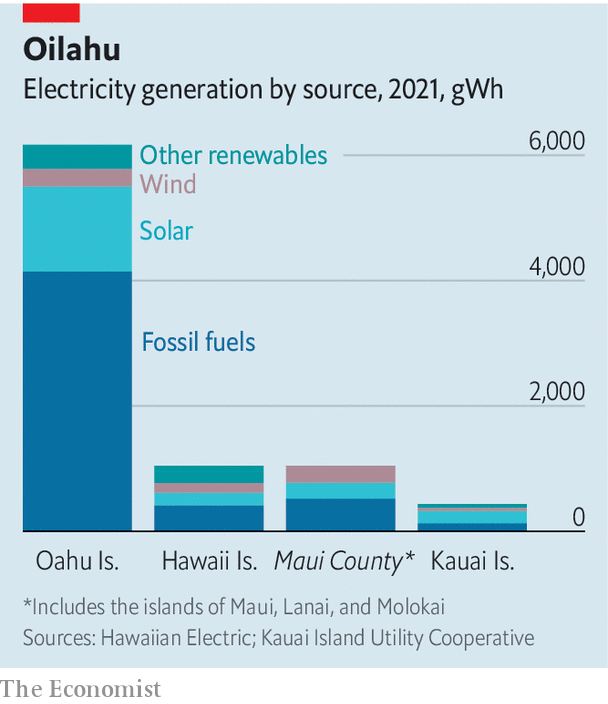 Oilahu
Electricity generation by source, 2021, gWh
6,000
Other renewables
Wind
Solar
4,000
Fossil fuels
2,000
0
Oahu Is.
Hawaii Is.
Maui County*
Kauai Is.
*Includes the islands of Maui, Lanai, and Molokai
Sources: Hawaiian Electric; Kauai Island Utility Cooperative
The Economist